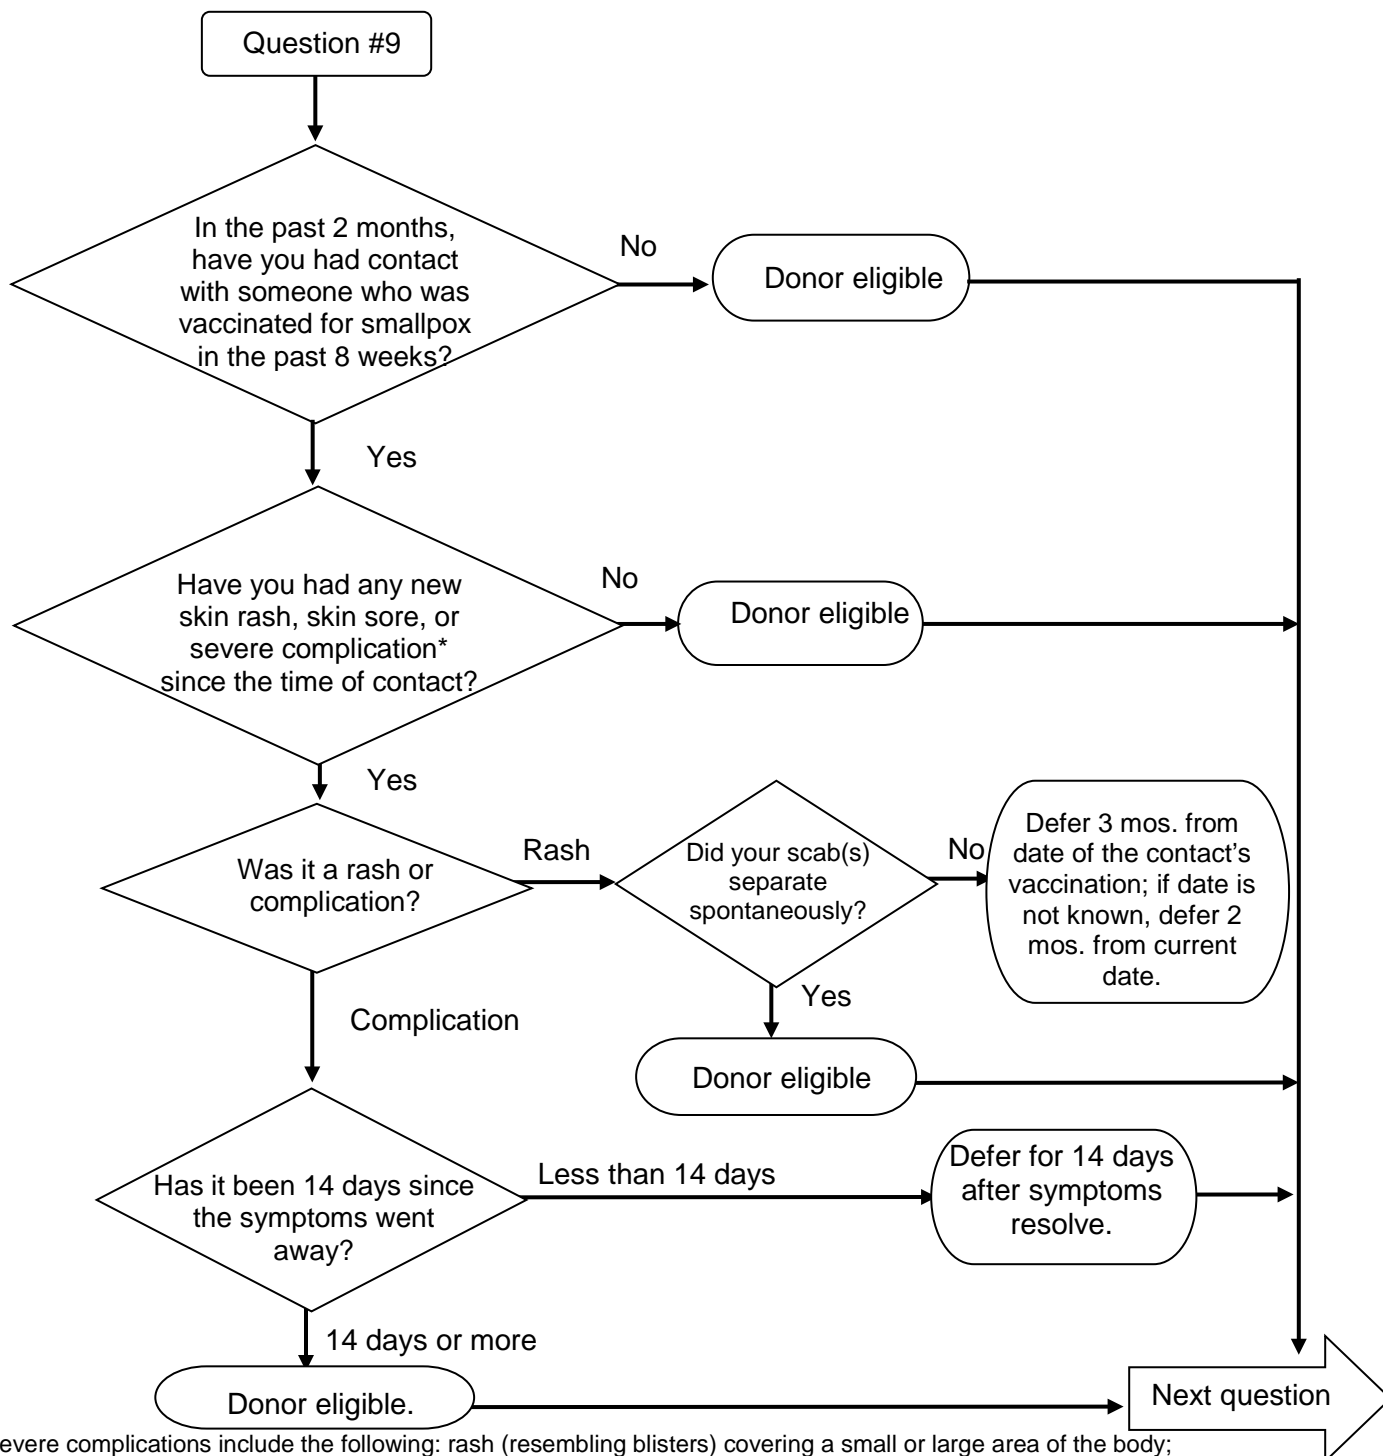 Question #9
In the past 2 months,
have you had contact
with someone who was
vaccinated for smallpox
in the past 8 weeks?
No
Donor eligible
Yes
Have you had any new
skin rash, skin sore, or
severe complication*
since the time of contact?
No
Donor eligible
Yes
Was it a rash or
complication?
Rash
Did your scab(s)
separate
spontaneously?
No
Defer 3 mos. from
date of the contact’s
vaccination; if date is
not known, defer 2
mos. from current
date.
Yes
Donor eligible
Complication
Has it been 14 days since
the symptoms went
away?
Less than 14 days
Defer for 14 days
after symptoms
resolve.
14 days or more
Donor eligible.
Next question
evere complications include the following: rash (resembling blisters) covering a small or large area of the body;